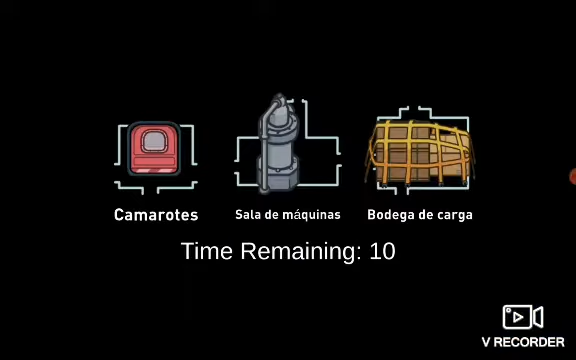 Camarotes
Sala de máquinas
Bodega de carga
Time Remaining: 10
V RECORDER